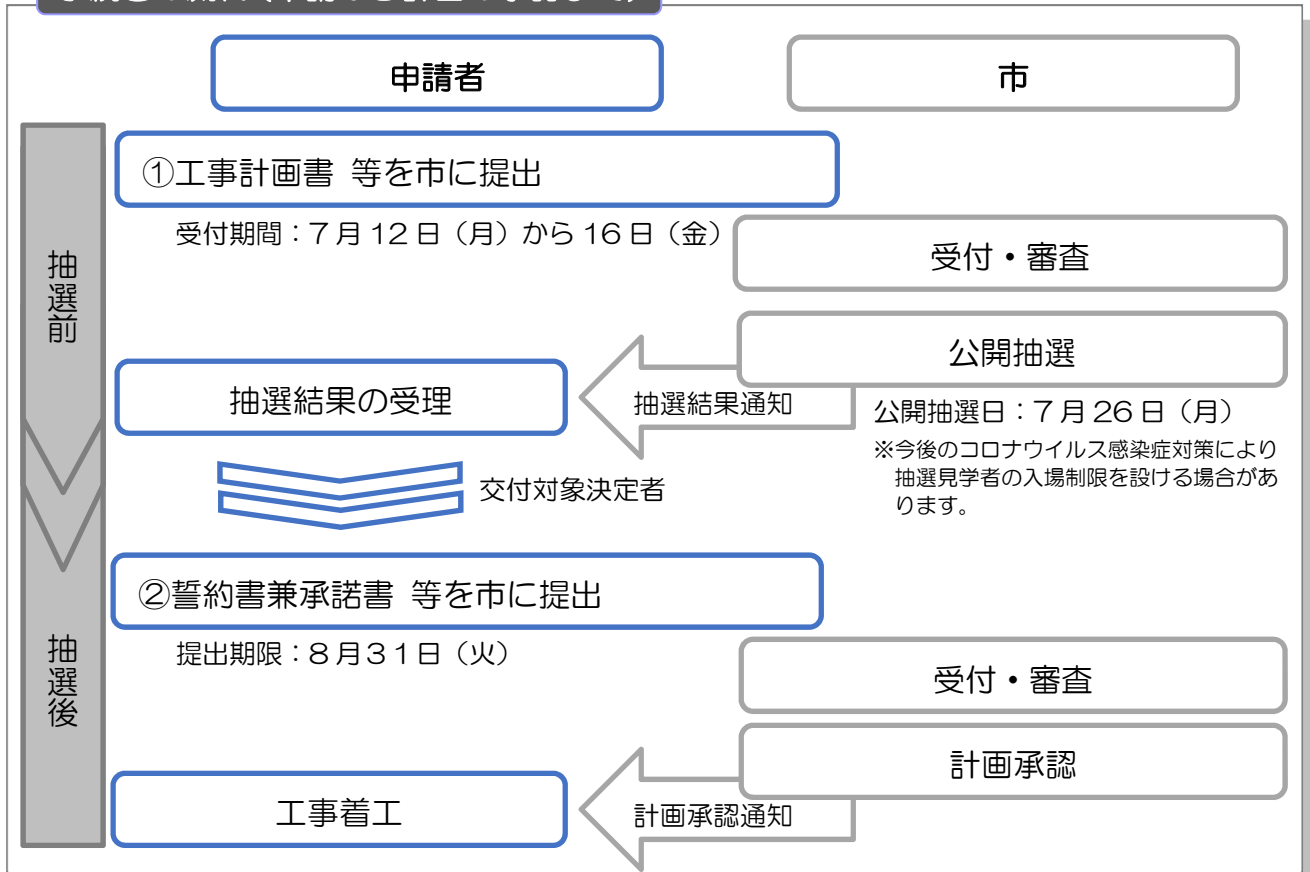 申請者
市
①工事計画書 等を市に提出
受付期間：７月 12 日（月）から 16 日（金）
受付・審査
抽選前
公開抽選
抽選結果の受理
抽選結果通知
公開抽選日：７月 26 日（月）
※今後のコロナウイルス感染症対策により
抽選見学者の入場制限を設ける場合があ
ります。
交付対象決定者
②誓約書兼承諾書 等を市に提出
提出期限：８月３１日（火）
抽選後
受付・審査
計画承認
工事着工
計画承認通知